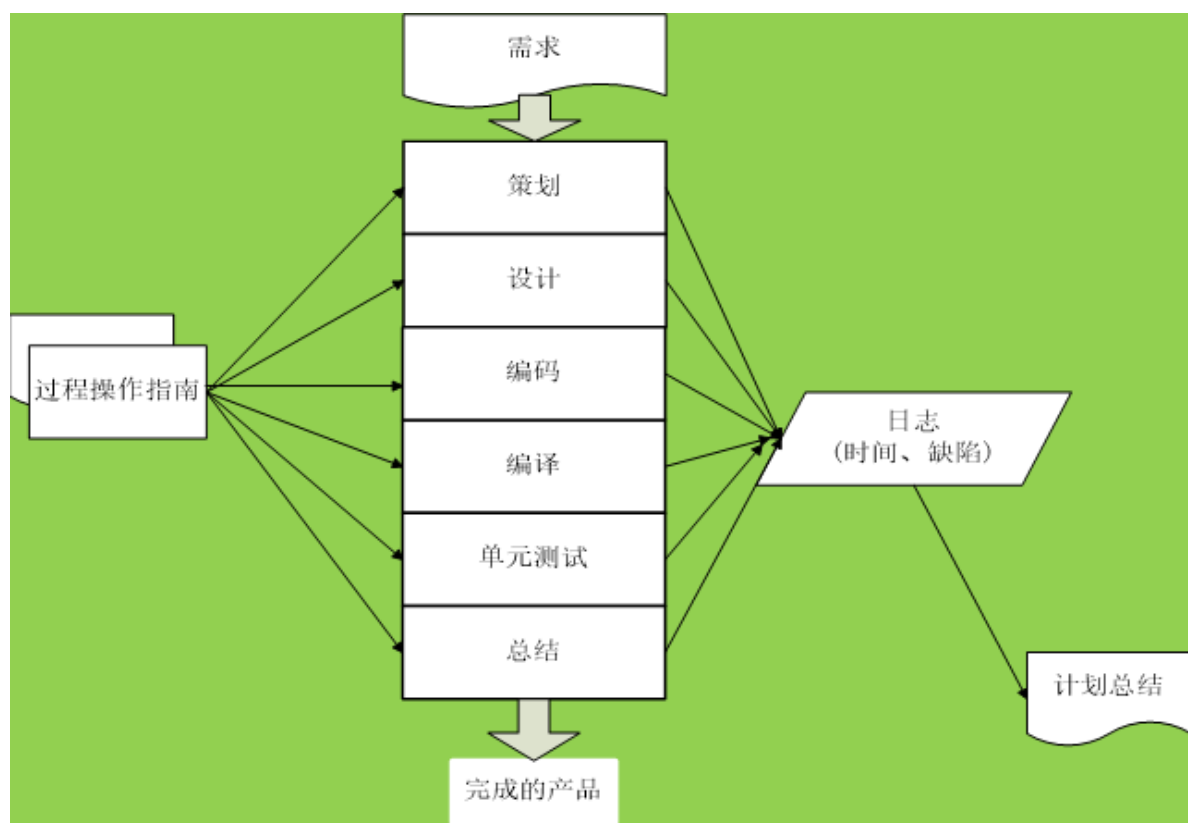 需求
策划
设计
编码
过程操作指南
编译
单元测试
总结
日志
(时间、缺陷)
计划总结
完成的产品